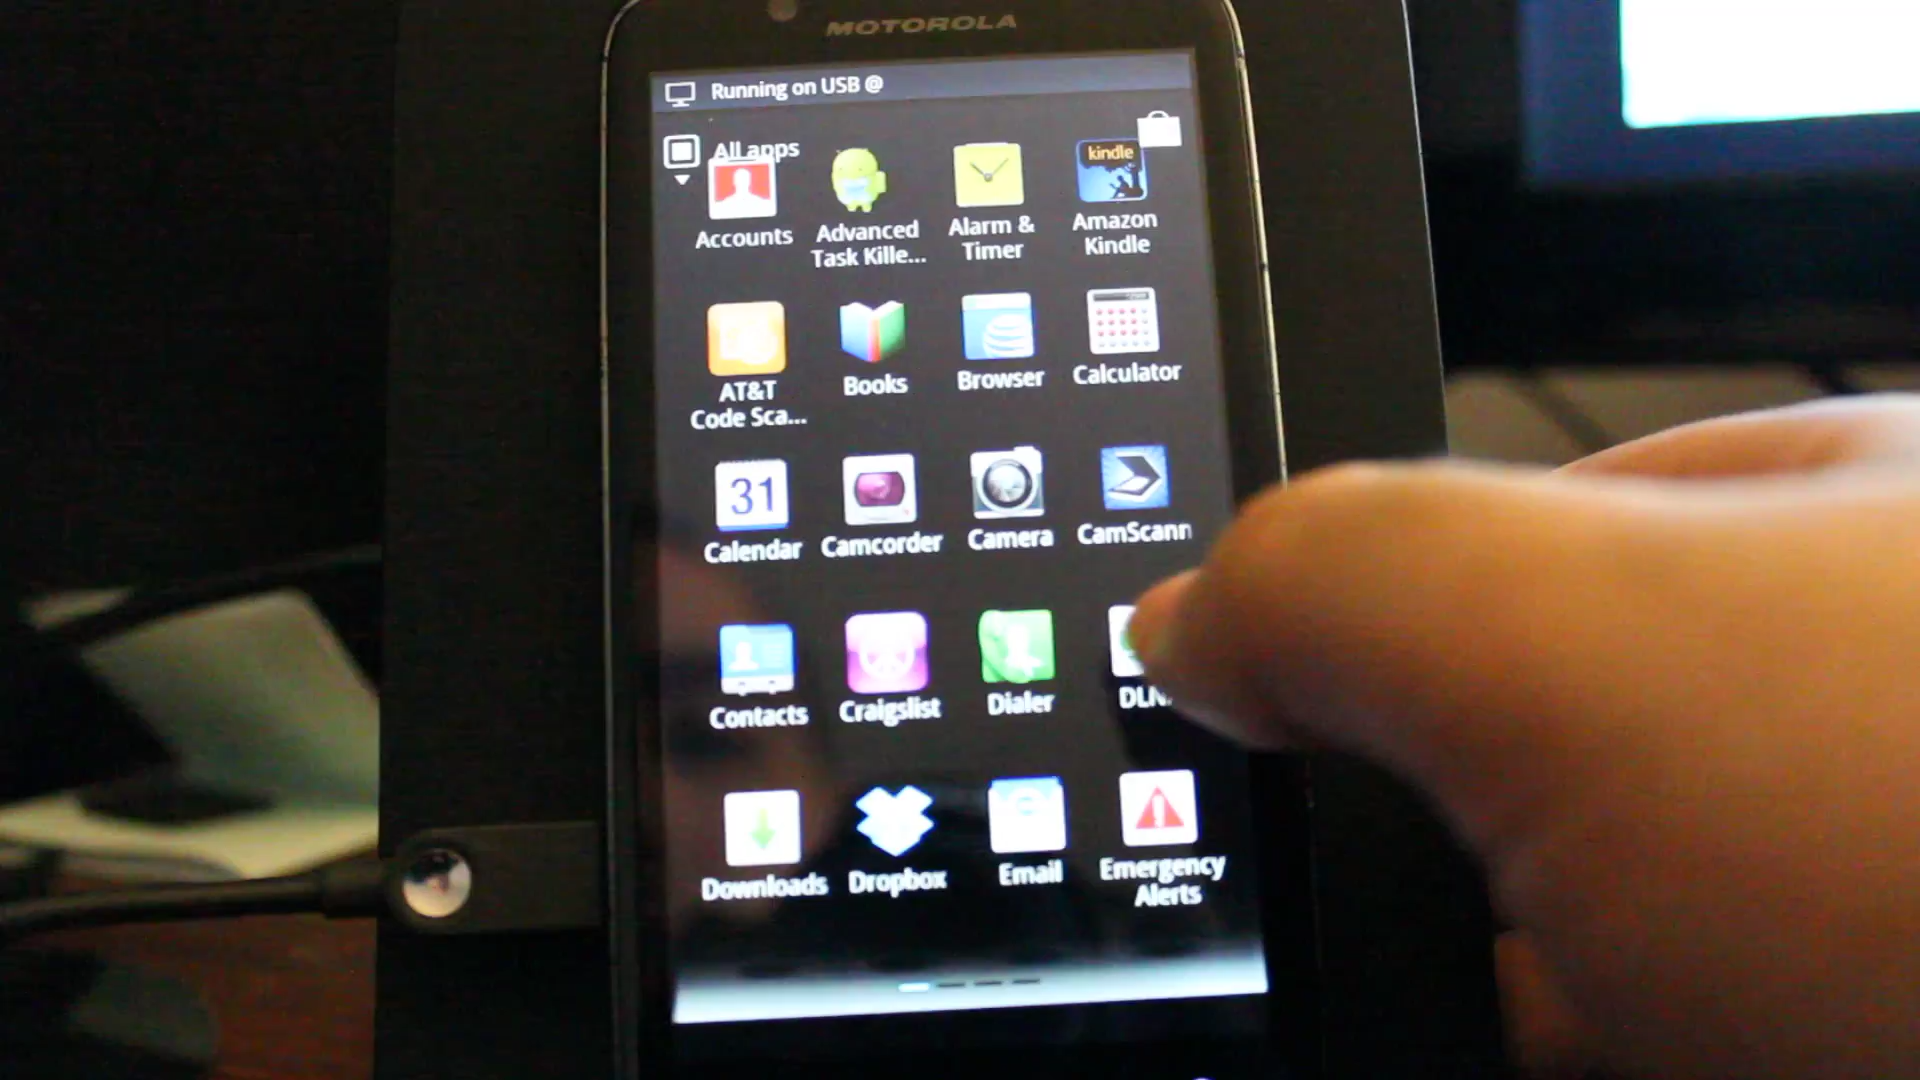 MOTOROLA
Running on USB @
All apps
kindle
Accounts
Advanced
Task Kille...
Alarm &
Timer
Amazon
Kindle
AT&T
Code Sca...
Books
Browser
Calculator
31
Calendar
Camcorder
Camera
CamScann
Contacts
Craigslist
Dialer
DLN
Downloads
Dropbox
Email
Emergency
Alerts